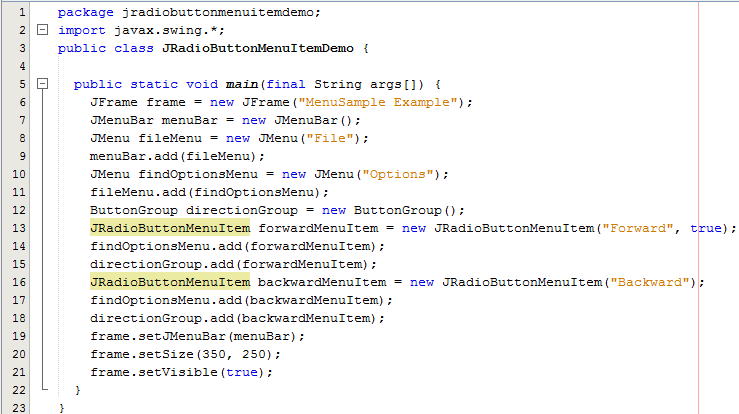 1 package jradiobuttonmenuitemdemo;
2 import javax.swing.*;
3 public class JRadioButtonMenuItemDemo {
4
5 public static void main(final String args[]) {
6 JFrame frame = new JFrame("MenuSample Example");
7 JMenuBar menuBar = new JMenuBar();
8 JMenu fileMenu = new JMenu("File");
9 menuBar.add(fileMenu);
10 JMenu findOptionsMenu = new JMenu("Options");
11 fileMenu.add(findOptionsMenu);
12 ButtonGroup directionGroup = new ButtonGroup();
13 JRadioButtonMenuItem forwardMenuItem = new JRadioButtonMenuItem("Forward", true);
14 findOptionsMenu.add(forwardMenuItem);
15 directionGroup.add(forwardMenuItem);
16 JRadioButtonMenuItem backwardMenuItem = new JRadioButtonMenuItem("Backward");
17 findOptionsMenu.add(backwardMenuItem);
18 directionGroup.add(backwardMenuItem);
19 frame.setJMenuBar(menuBar);
20 frame.setSize(350, 250);
21 frame.setVisible(true);
22 }
23 }